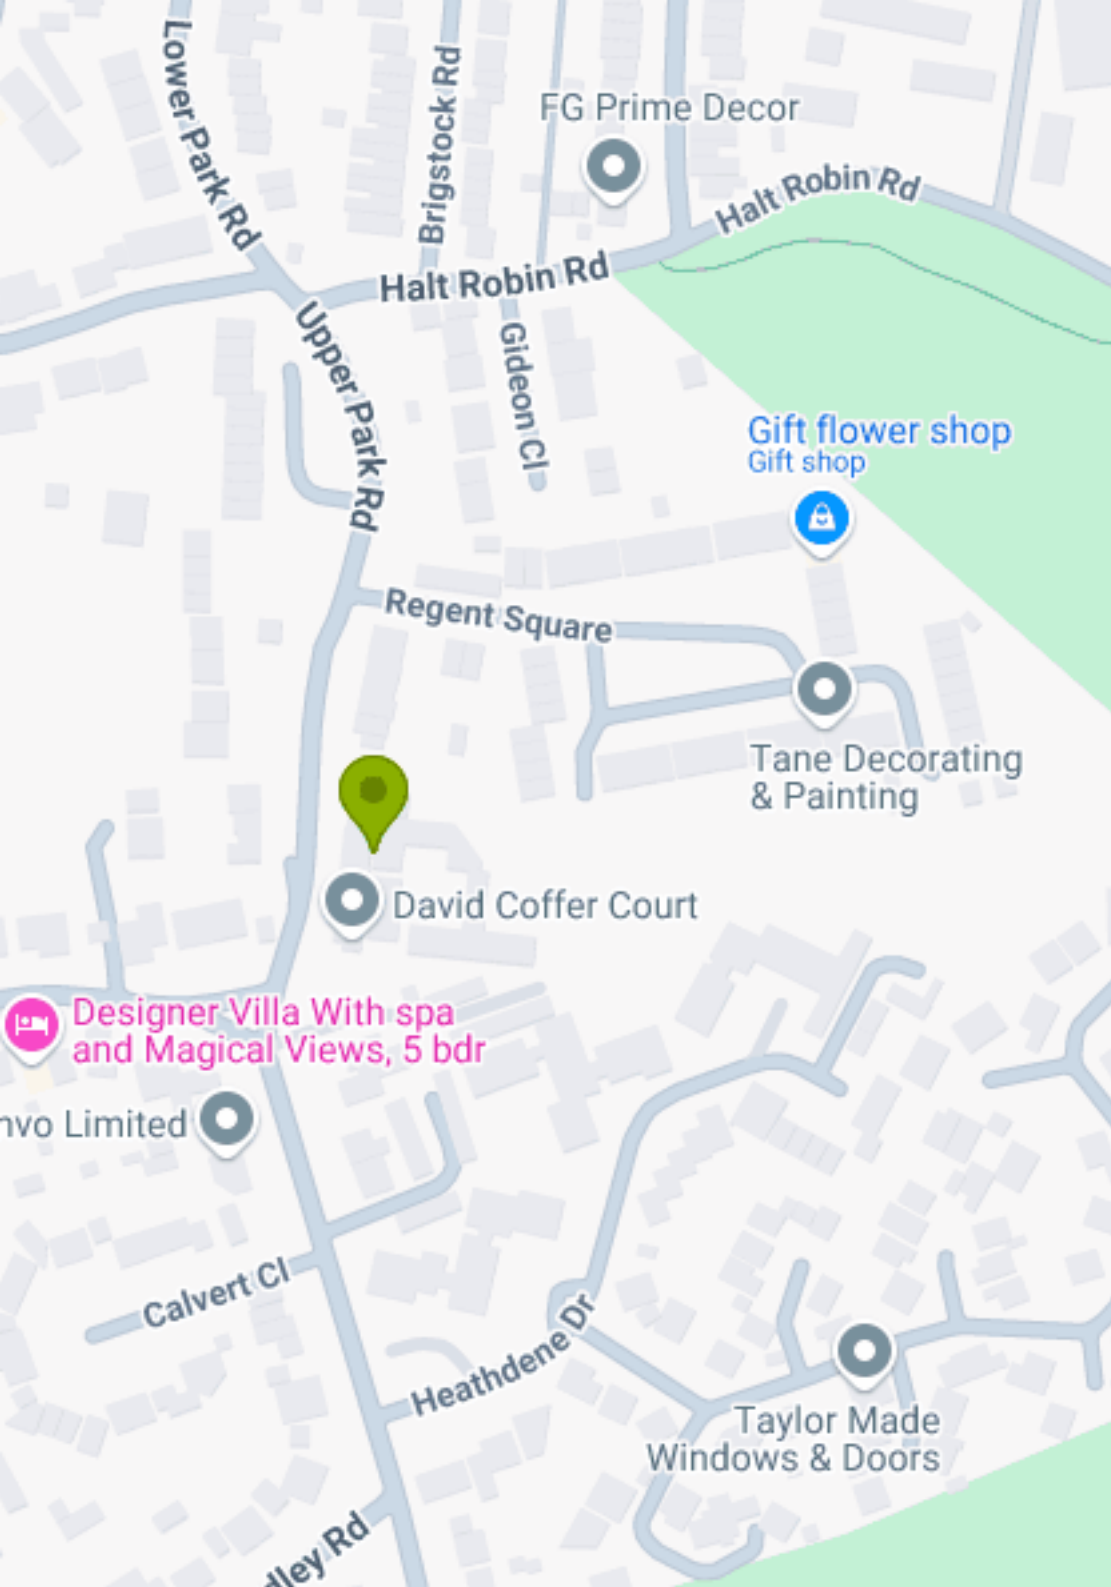 Lower Park Rd
Brigstock Rd
FG Prime Decor
Halt Robin Rd
Halt Robin Rd
Upper Park Rd
Gideon Cl
Gift flower shop
Gift shop
Regent Square
Tane Decorating
& Painting
David Coffer Court
Designer Villa With spa
and Magical Views, 5 bdr
nvo Limited
Calvert Cl
Heathdene Dr
Taylor Made
Windows & Doors
dley Rd